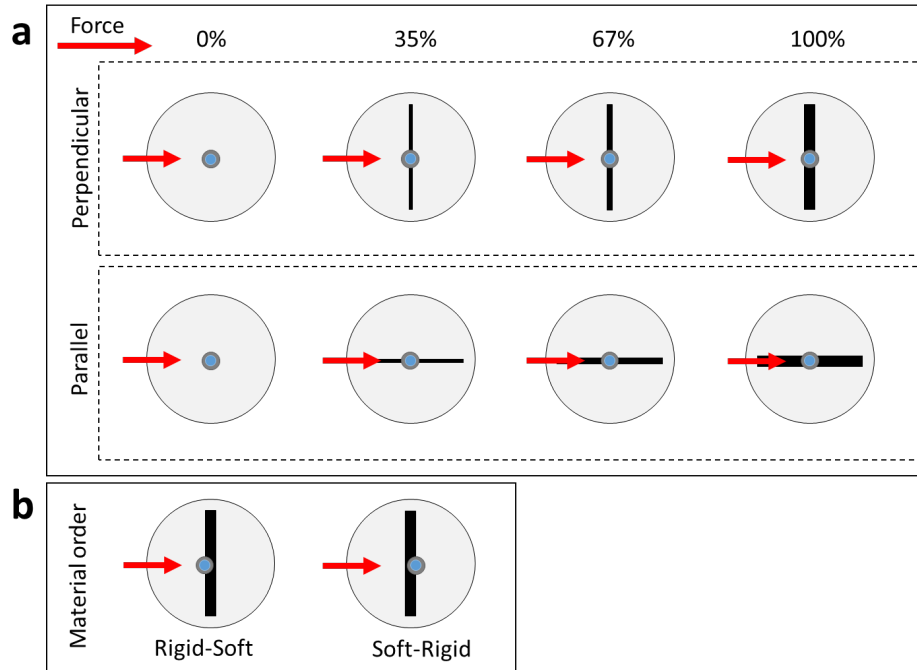 a
Force
0%
35%
67%
100%
Perpendicular
Parallel
b
Material order
Rigid-Soft
Soft-Rigid